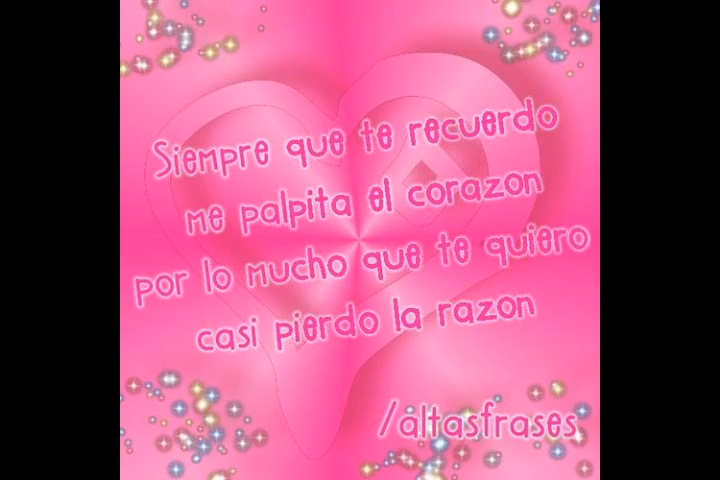 Siempre que te recuerdo
me palpita el corazon
por lo mucho que te quiero
casi pierdo la razon
/altasfrases